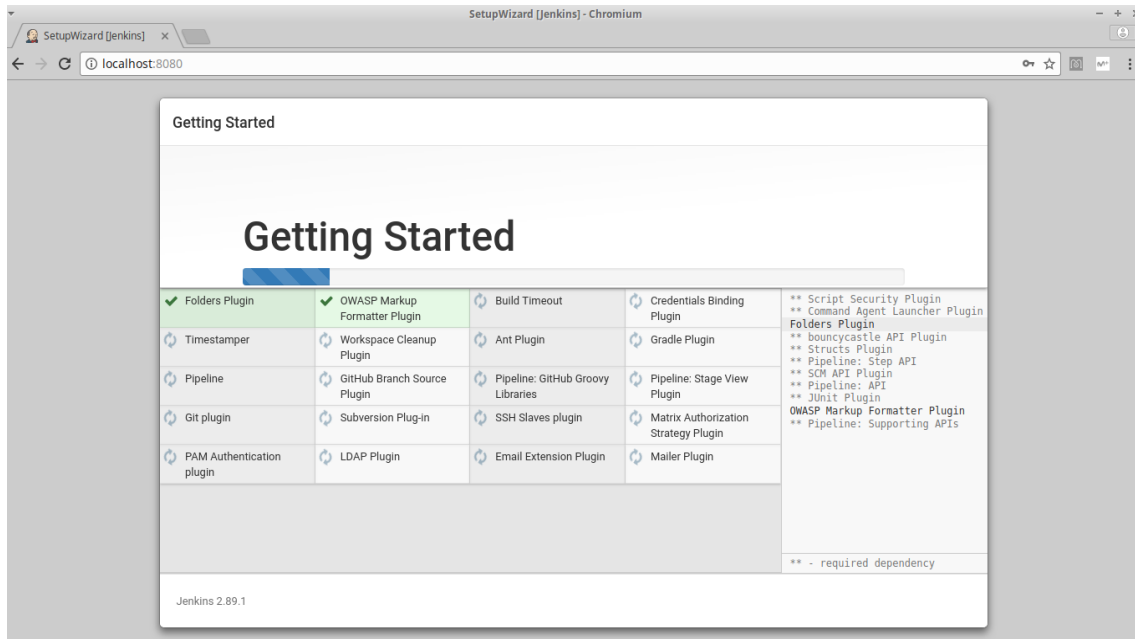 SetupWizard [Jenkins] - Chromium
SetupWizard [Jenkins]
localhost:8080
Getting Started
Getting Started
Folders Plugin
OWASP Markup
Formatter Plugin
Build Timeout
Credentials Binding
Plugin
Timestamper
Workspace Cleanup
Plugin
Ant Plugin
Gradle Plugin
Pipeline
GitHub Branch Source
Plugin
Pipeline: GitHub Groovy
Libraries
Pipeline: Stage View
Plugin
Git plugin
Subversion Plug-in
SSH Slaves plugin
Matrix Authorization
Strategy Plugin
PAM Authentication
plugin
LDAP Plugin
Email Extension Plugin
Mailer Plugin
** Script Security Plugin
** Command Agent Launcher Plugin
Folders Plugin
** bouncycastle API Plugin
** Structs Plugin
** Pipeline: Step API
** SCM API Plugin
** Pipeline: API
** JUnit Plugin
OWASP Markup Formatter Plugin
** Pipeline: Supporting APIs
** - required dependency
Jenkins 2.89.1